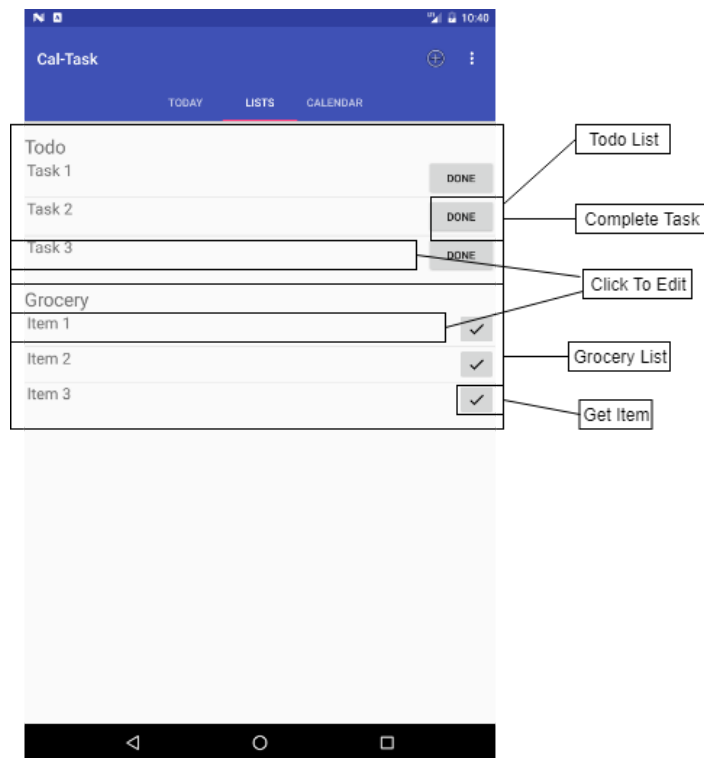 10:40
Cal-Task
TODAY LISTS CALENDAR
Todo
Task 1
DONE
Task 2
DONE
Task 3
DONE
Grocery
Item 1
Item 2
Item 3
Todo List
Complete Task
Click To Edit
Grocery List
Get Item